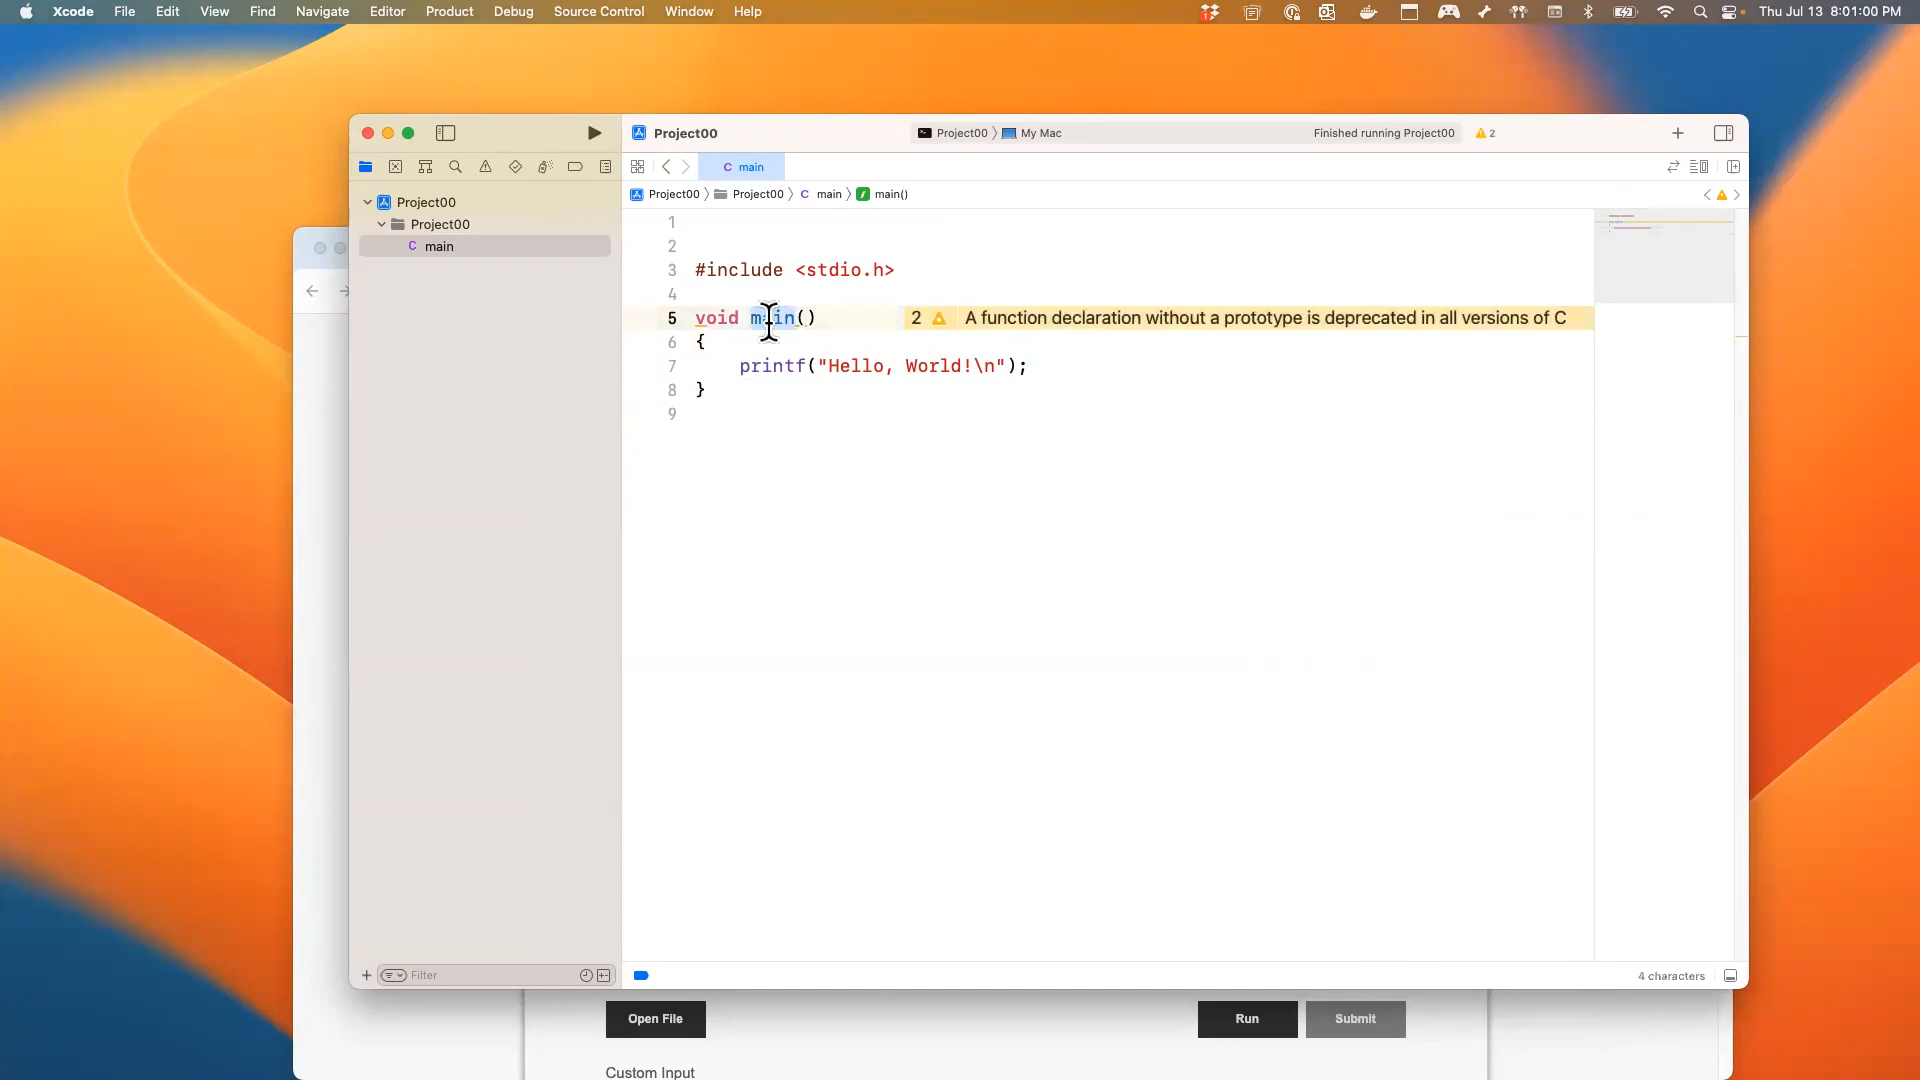 Xcode File Edit View Find Navigate Editor Product Debug Source Control Window Help
1
Thu Jul 13 8:01:00 PM
Project00
Project00 〉 My Mac
Finished running Project00
2
C main
Project00 〉 Project00 〉 C main 〉 f main()
Project00
Project00
C main
1
2
3 #include <stdio.h>
4
5 void main()
2 A function declaration without a prototype is deprecated in all versions of C
6 {
7 printf("Hello, World!\n");
8 }
9
Filter
4 characters
Open File
Run
Submit
Custom Input